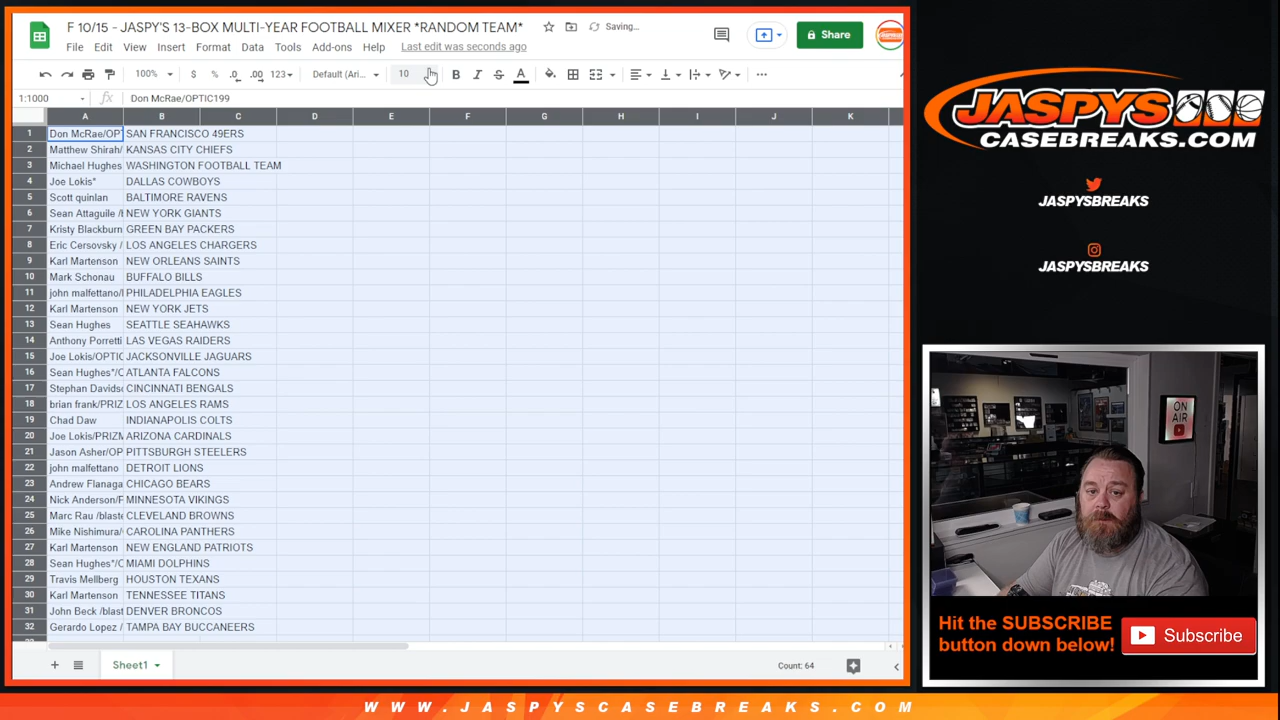 F 10/15 - JASPY'S 13-BOX MULTI-YEAR FOOTBALL MIXER *RANDOM TEAM*
Saving...
File Edit View Insert Format Data Tools Add-ons Help Last edit was seconds ago
Share
100% $ % .0 .00 123 Default (Ari... 10 B I S A
1:1000 fx Don McRae/OPTIC199
A B C D E F G H I J K
1 Don McRae/OPT SAN FRANCISCO 49ERS
2 Matthew Shirah/ KANSAS CITY CHIEFS
3 Michael Hughes WASHINGTON FOOTBALL TEAM
4 Joe Lokis* DALLAS COWBOYS
5 Scott quinlan BALTIMORE RAVENS
6 Sean Attaguile / NEW YORK GIANTS
7 Kristy Blackburn GREEN BAY PACKERS
8 Eric Cersovsky / LOS ANGELES CHARGERS
9 Karl Martenson NEW ORLEANS SAINTS
10 Mark Schonau BUFFALO BILLS
11 john malfettano/ PHILADELPHIA EAGLES
12 Karl Martenson NEW YORK JETS
13 Sean Hughes SEATTLE SEAHAWKS
14 Anthony Porretti LAS VEGAS RAIDERS
15 Joe Lokis/OPTIC JACKSONVILLE JAGUARS
16 Sean Hughes*/C ATLANTA FALCONS
17 Stephan Davidso CINCINNATI BENGALS
18 brian frank/PRIZ LOS ANGELES RAMS
19 Chad Daw INDIANAPOLIS COLTS
20 Joe Lokis/PRIZM ARIZONA CARDINALS
21 Jason Asher/OP PITTSBURGH STEELERS
22 john malfettano DETROIT LIONS
23 Andrew Flanaga CHICAGO BEARS
24 Nick Anderson/F MINNESOTA VIKINGS
25 Marc Rau /blaste CLEVELAND BROWNS
26 Mike Nishimura/ CAROLINA PANTHERS
27 Karl Martenson NEW ENGLAND PATRIOTS
28 Sean Hughes*/C MIAMI DOLPHINS
29 Travis Mellberg HOUSTON TEXANS
30 Karl Martenson TENNESSEE TITANS
31 John Beck /blast DENVER BRONCOS
32 Gerardo Lopez / TAMPA BAY BUCCANEERS
Sheet1
Count: 64
JASPYS
CASEBREAKS.COM
JASPYSBREAKS
JASPYSBREAKS
ON
AIR
Hit the SUBSCRIBE
button down below!
Subscribe
WWW.JASPYSCASEBREAKS.COM